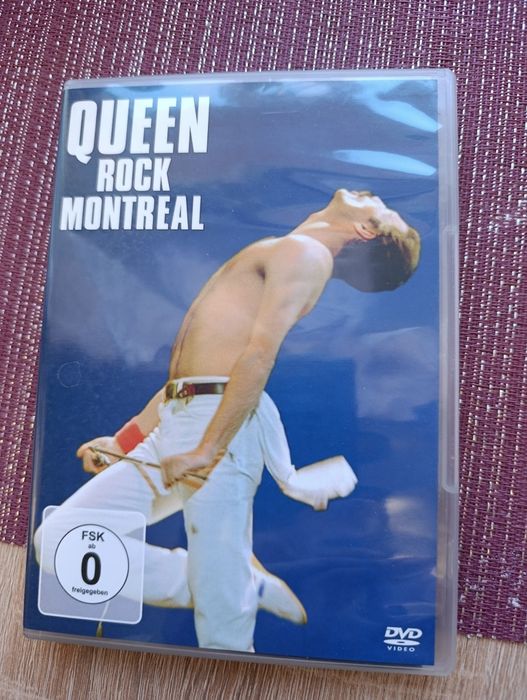 QUEEN
ROCK
MONTREAL
FSK
ab
0
freigegeben
DVD
VIDEO